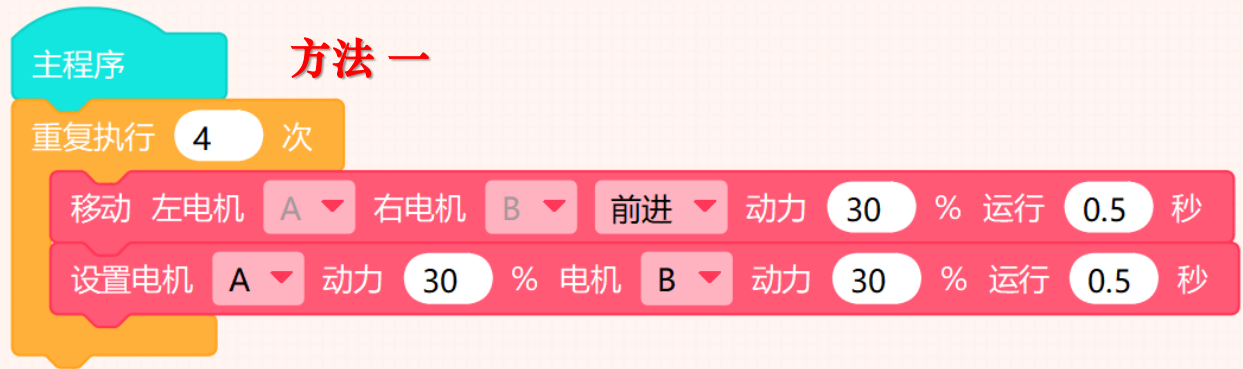 主程序
方法 一
重复执行 4 次
移动 左电机 A 右电机 B 前进 动力 30 % 运行 0.5 秒
设置电机 A 动力 30 % 电机 B 动力 30 % 运行 0.5 秒